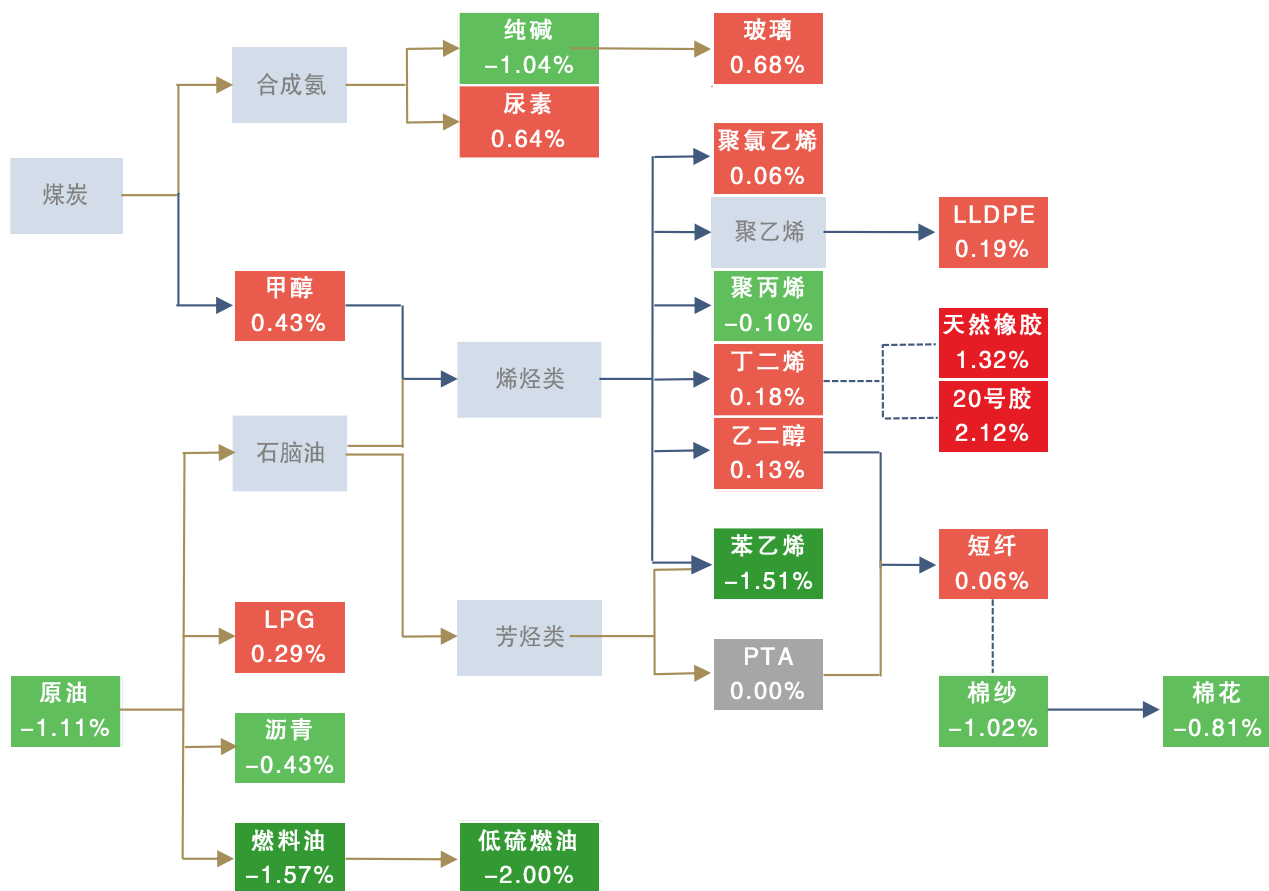 纯碱
-1.04%
玻璃
0.68%
合成氨
尿素
0.64%
聚氯乙烯
0.06%
煤炭
聚乙烯
LLDPE
0.19%
甲醇
0.43%
聚丙烯
-0.10%
天然橡胶
1.32%
烯烃类
丁二烯
0.18%
20号胶
2.12%
石脑油
乙二醇
0.13%
苯乙烯
-1.51%
短纤
0.06%
LPG
0.29%
芳烃类
PTA
0.00%
原油
-1.11%
沥青
-0.43%
棉纱
-1.02%
棉花
-0.81%
燃料油
-1.57%
低硫燃油
-2.00%